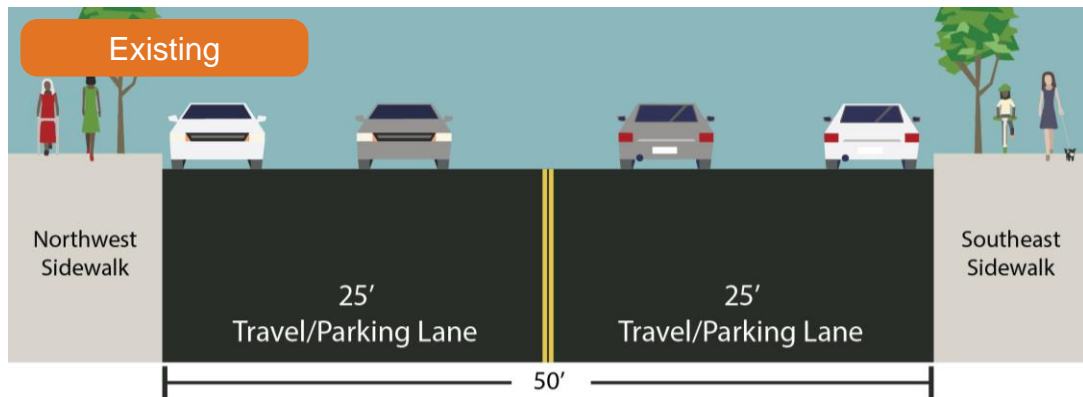 Existing
Northwest
Sidewalk
25′
Travel/Parking Lane
25′
Travel/Parking Lane
Southeast
Sidewalk
50′